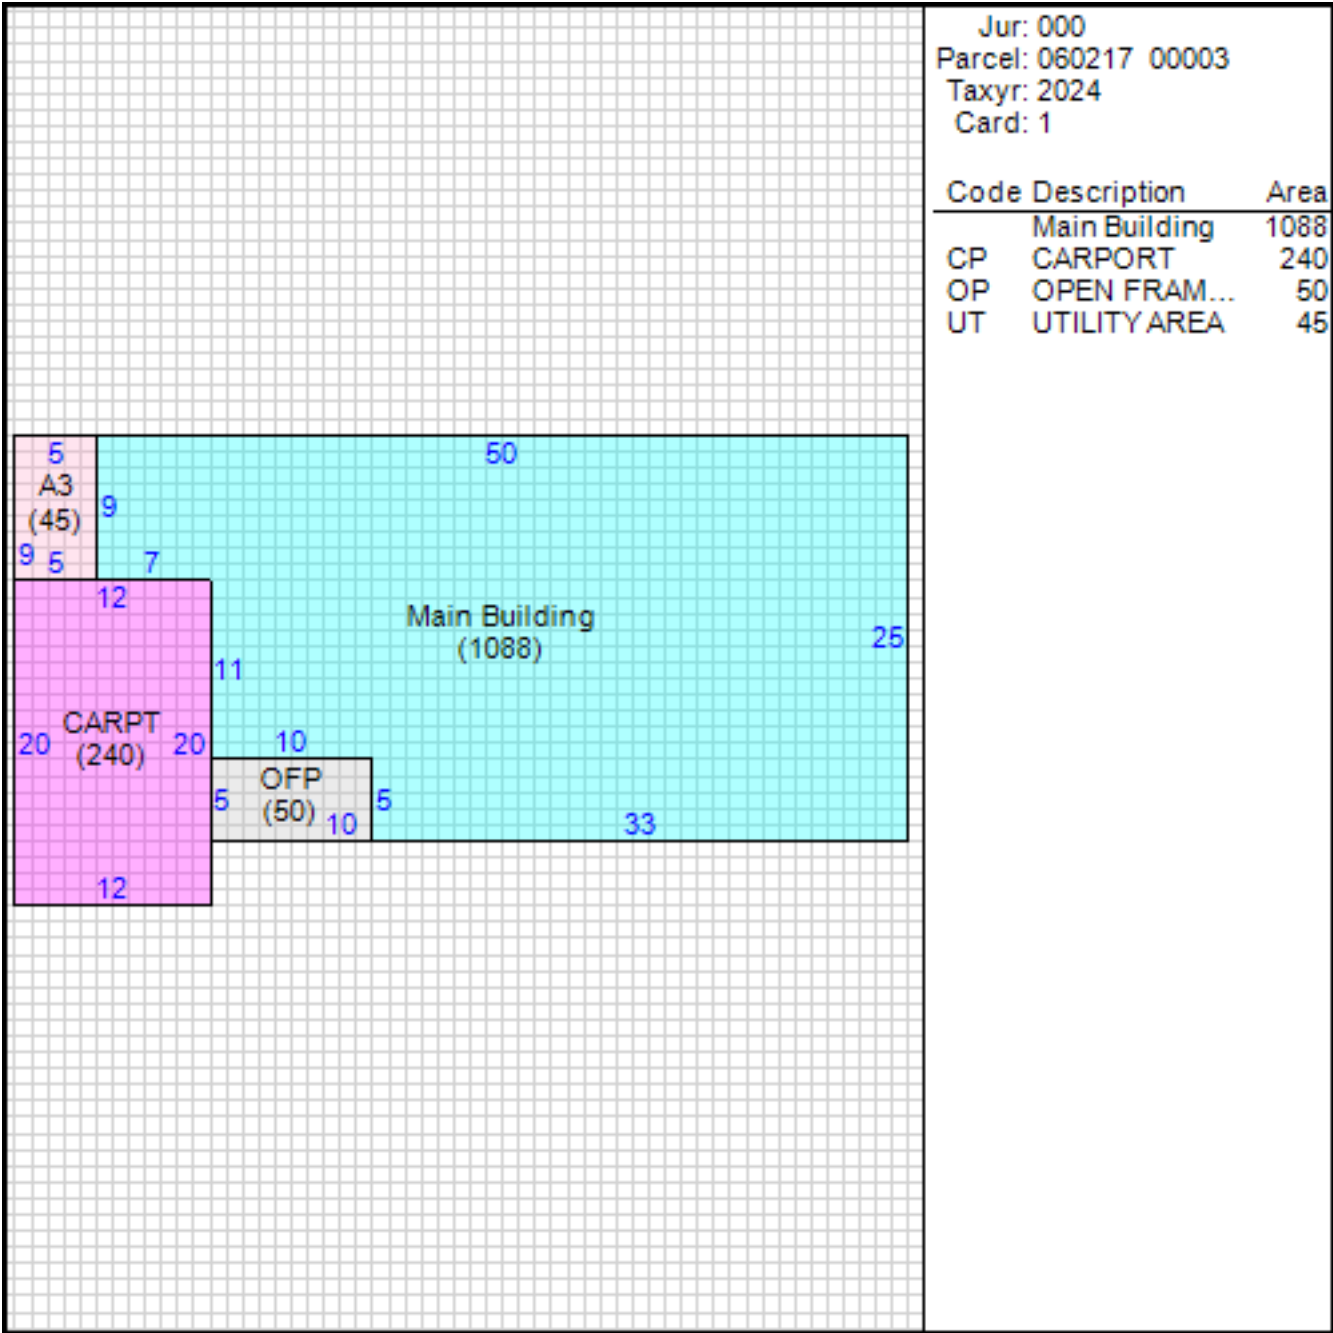 Jur: 000
Parcel: 060217 00003
Taxyr: 2024
Card: 1
Code Description Area
Main Building 1088
CP CARPORT 240
OP OPEN FRAM... 50
UT UTILITY AREA 45
5
50
A3
9
(45)
9 5 7
12
Main Building
(1088)
25
11
CARPT
20 (240) 20
10
OFP
5 (50) 5
10
33
12